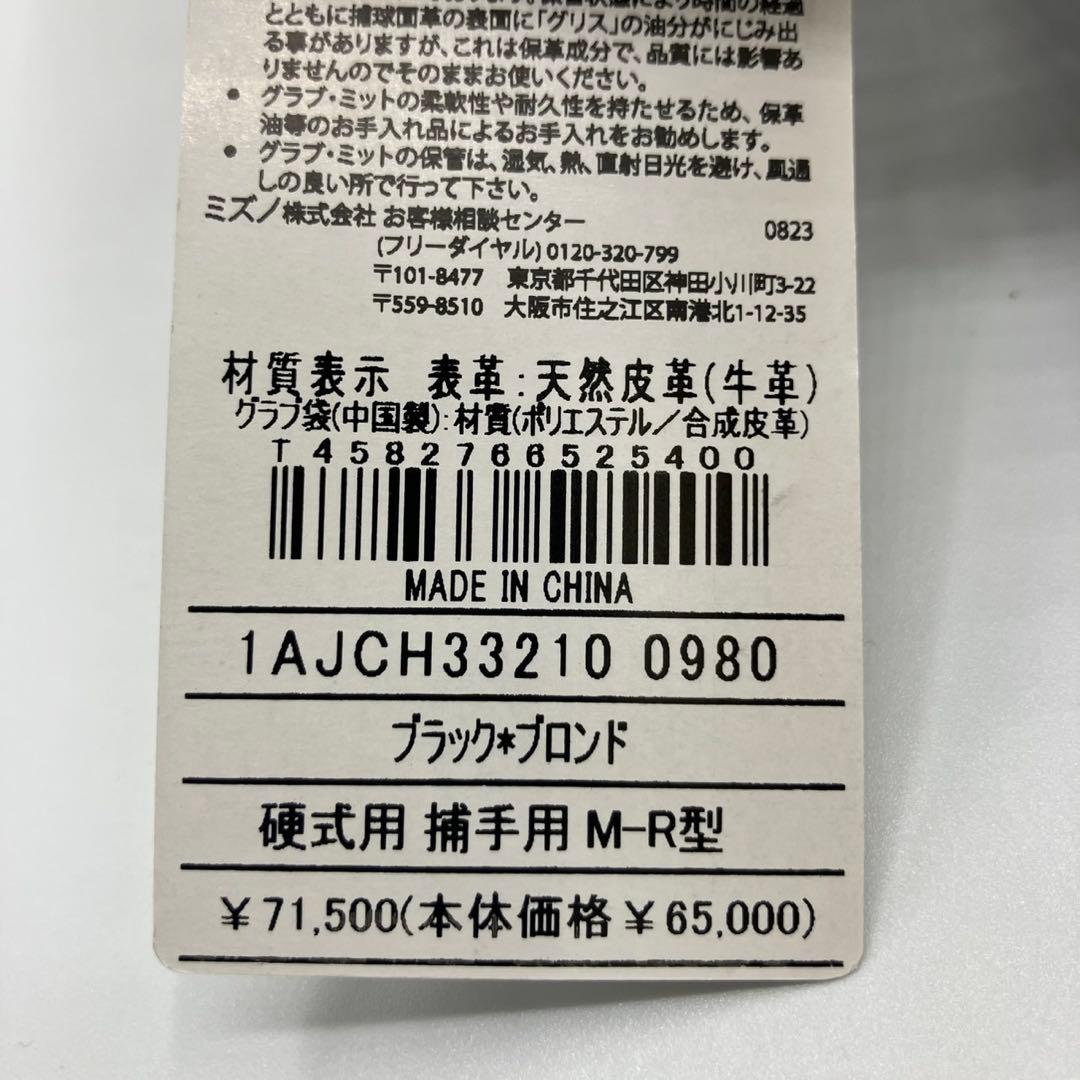 とともに捕球面革の表面に「グリス」の油分がにじみ出
る事がありますが、これは保革成分で、品質には影響あ
りませんのでそのままお使いください。
• グラブ・ミットの柔軟性や耐久性を持たせるため、保革
油等のお手入れ品によるお手入れをお勧めします。
• グラブ・ミットの保管は、湿気、熱、直射日光を避け、風通
しの良い所で行って下さい。
ミズノ株式会社 お客様相談センター 0823
(フリーダイヤル) 0120-320-799
〒101-8477 東京都千代田区神田小川町3-22
〒559-8510 大阪市住之江区南港北1-12-35
材質表示 表革:天然皮革(牛革)
グラブ袋(中国製):材質(ポリエステル/合成皮革)
T 4582766525400
MADE IN CHINA
1AJCH33210 0980
ブラック*ブロンド
硬式用 捕手用 M-R型
¥71,500(本体価格¥65,000)